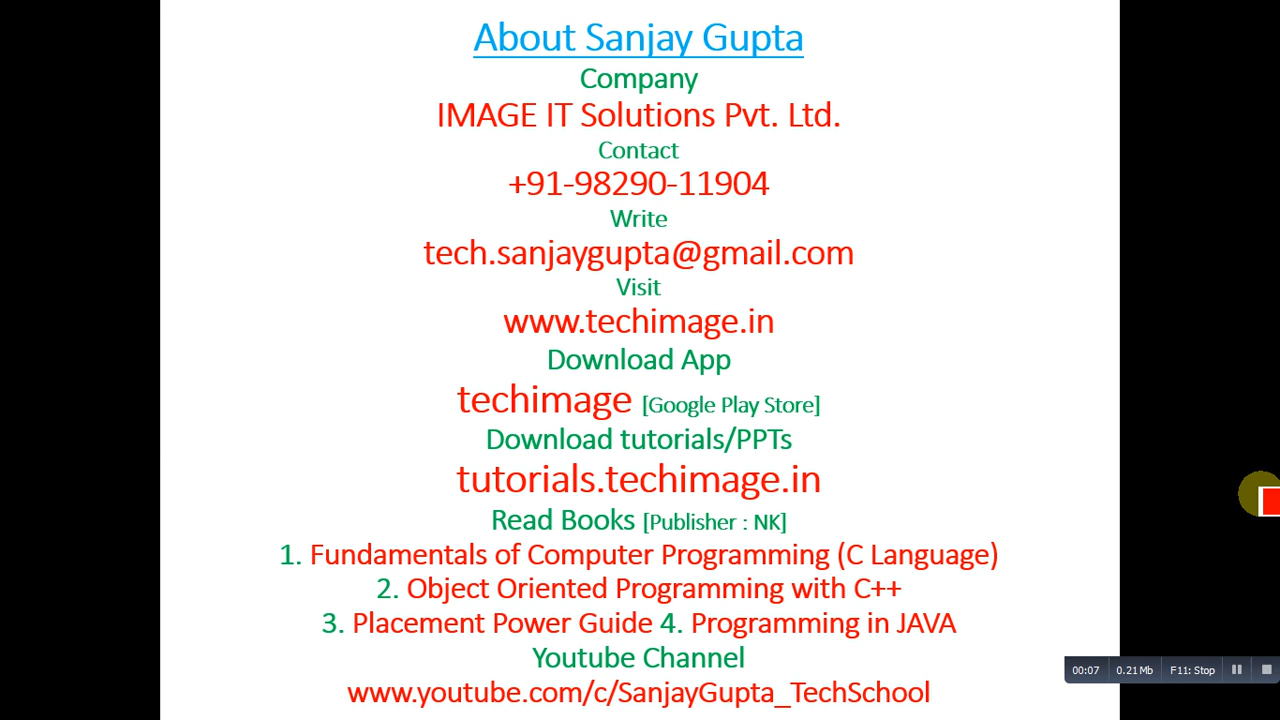 About Sanjay Gupta
Company
IMAGE IT Solutions Pvt. Ltd.
Contact
+91-98290-11904
Write
tech.sanjaygupta@gmail.com
Visit
www.techimage.in
Download App
techimage [Google Play Store]
Download tutorials/PPTs
tutorials.techimage.in
Read Books [Publisher : NK]
1. Fundamentals of Computer Programming (C Language)
2. Object Oriented Programming with C++
3. Placement Power Guide 4. Programming in JAVA
Youtube Channel
www.youtube.com/c/SanjayGupta_TechSchool
00:07 0.21 Mb F11: Stop